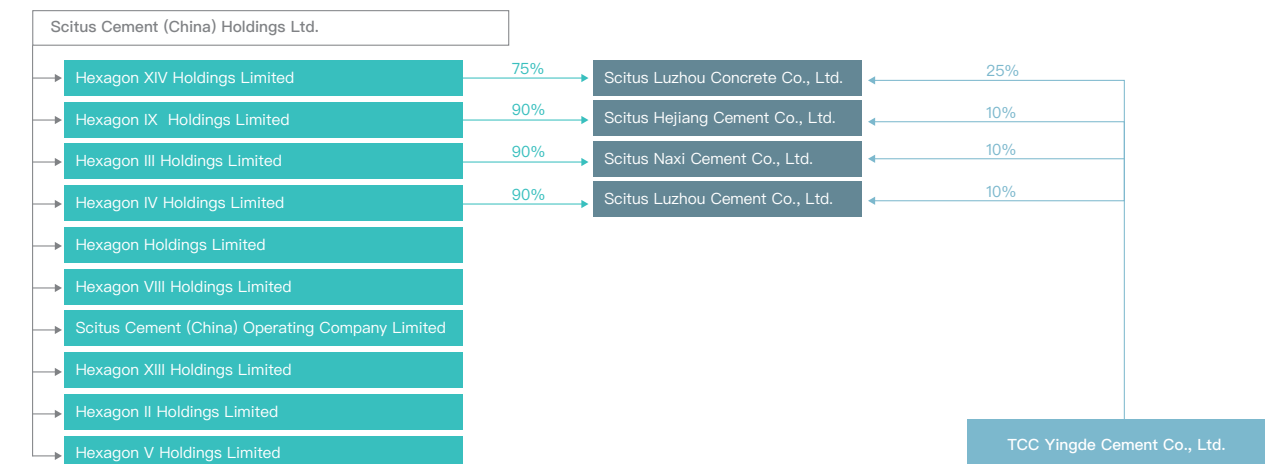 Scitus Cement (China) Holdings Ltd.
Hexagon XIV Holdings Limited
75%
Scitus Luzhou Concrete Co., Ltd.
25%
Hexagon IX Holdings Limited
90%
Scitus Hejiang Cement Co., Ltd.
10%
Hexagon III Holdings Limited
90%
Scitus Naxi Cement Co., Ltd.
10%
Hexagon IV Holdings Limited
90%
Scitus Luzhou Cement Co., Ltd.
10%
Hexagon Holdings Limited
Hexagon VIII Holdings Limited
Scitus Cement (China) Operating Company Limited
Hexagon XIII Holdings Limited
Hexagon II Holdings Limited
Hexagon V Holdings Limited
TCC Yingde Cement Co., Ltd.